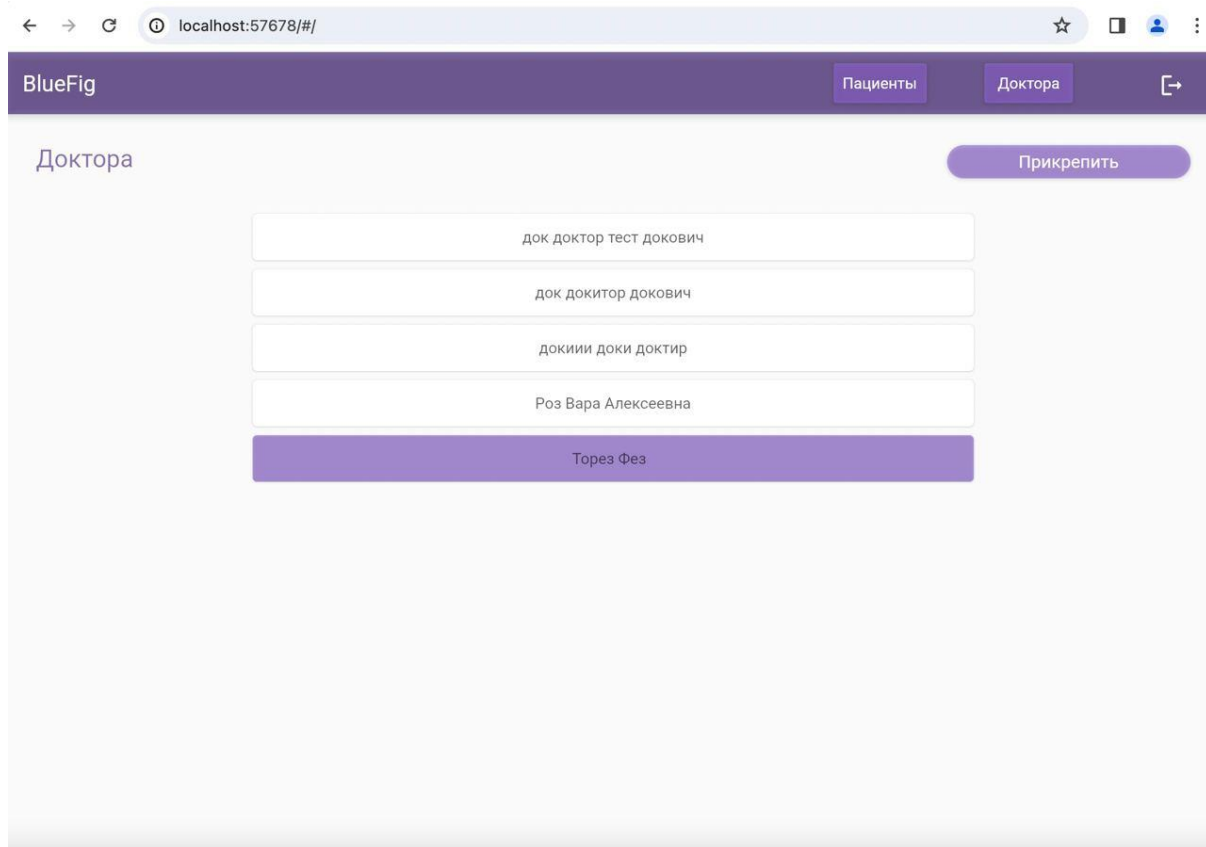 localhost:57678/#/
BlueFig
Пациенты
Доктора
Доктора
Прикрепить
док доктор тест докович
док докитор докович
докиии доки доктир
Роз Вара Алексеевна
Торез Фез